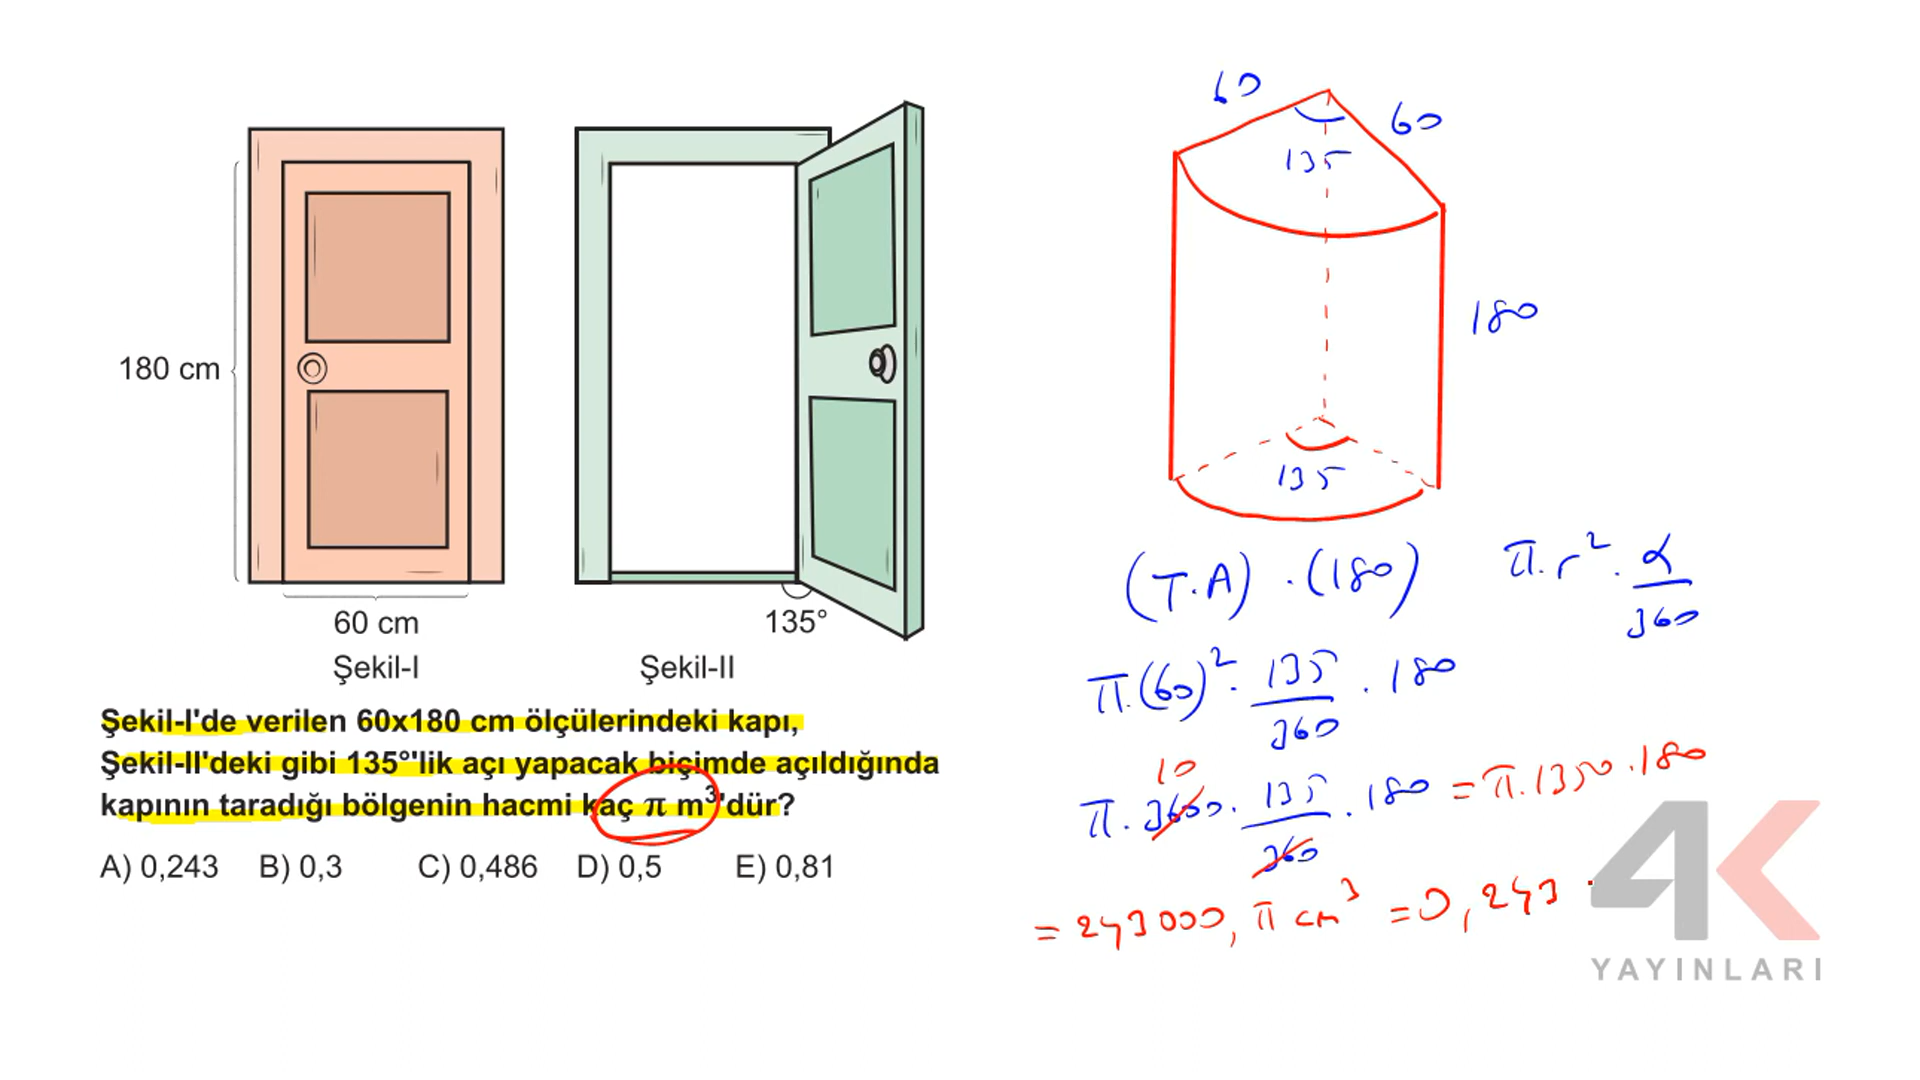 180 cm
60 cm
Şekil-I
135°
Şekil-II
Şekil-I'de verilen 60x180 cm ölçülerindeki kapı,
Şekil-II'deki gibi 135°'lik açı yapacak biçimde açıldığında
kapının taradığı bölgenin hacmi kaç π m³'dür?
A) 0,243 B) 0,3 C) 0,486 D) 0,5 E) 0,81
60
60
135
180
135
(T.A) . (180) π.r² . α/360
π.(60)² . 135/360 . 180
10
π . 3600 . 135/360 . 180 = π.1350.180
= 243000, π cm³ = 0,243 .
4K
YAYINLARI